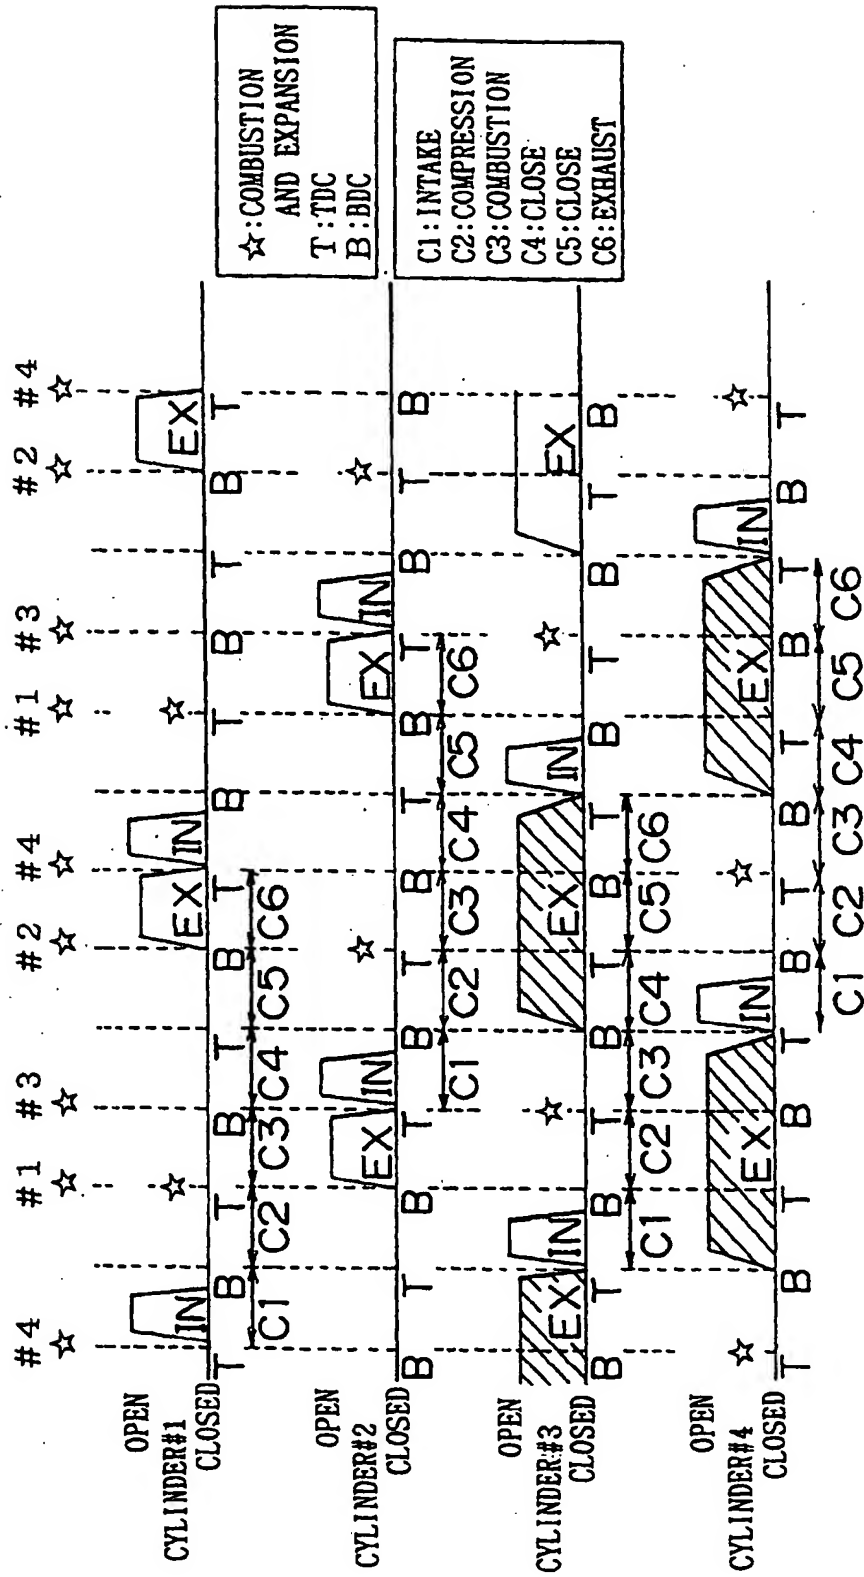 #4 #1 #3 #2 #4 #1 #3 #2 #4
OPEN
CYLINDER#1
IN EX IN EX
CLOSED
T B T B T B T B T B T B T
C1 C2 C3 C4 C5 C6
OPEN
CYLINDER#2
EX IN EX IN
CLOSED
B T B T B T B T B T B T B
C1 C2 C3 C4 C5 C6
OPEN
CYLINDER#3
EX IN EX IN EX
CLOSED
B T B T B T B T B T B T B
C1 C2 C3 C4 C5 C6
OPEN
CYLINDER#4
EX IN EX IN
CLOSED
T B T B T B T B T B T B T
C1 C2 C3 C4 C5 C6
☆:COMBUSTION
AND EXPANSION
T:TDC
B:BDC
C1:INTAKE
C2:COMPRESSION
C3:COMBUSTION
C4:CLOSE
C5:CLOSE
C6:EXHAUST